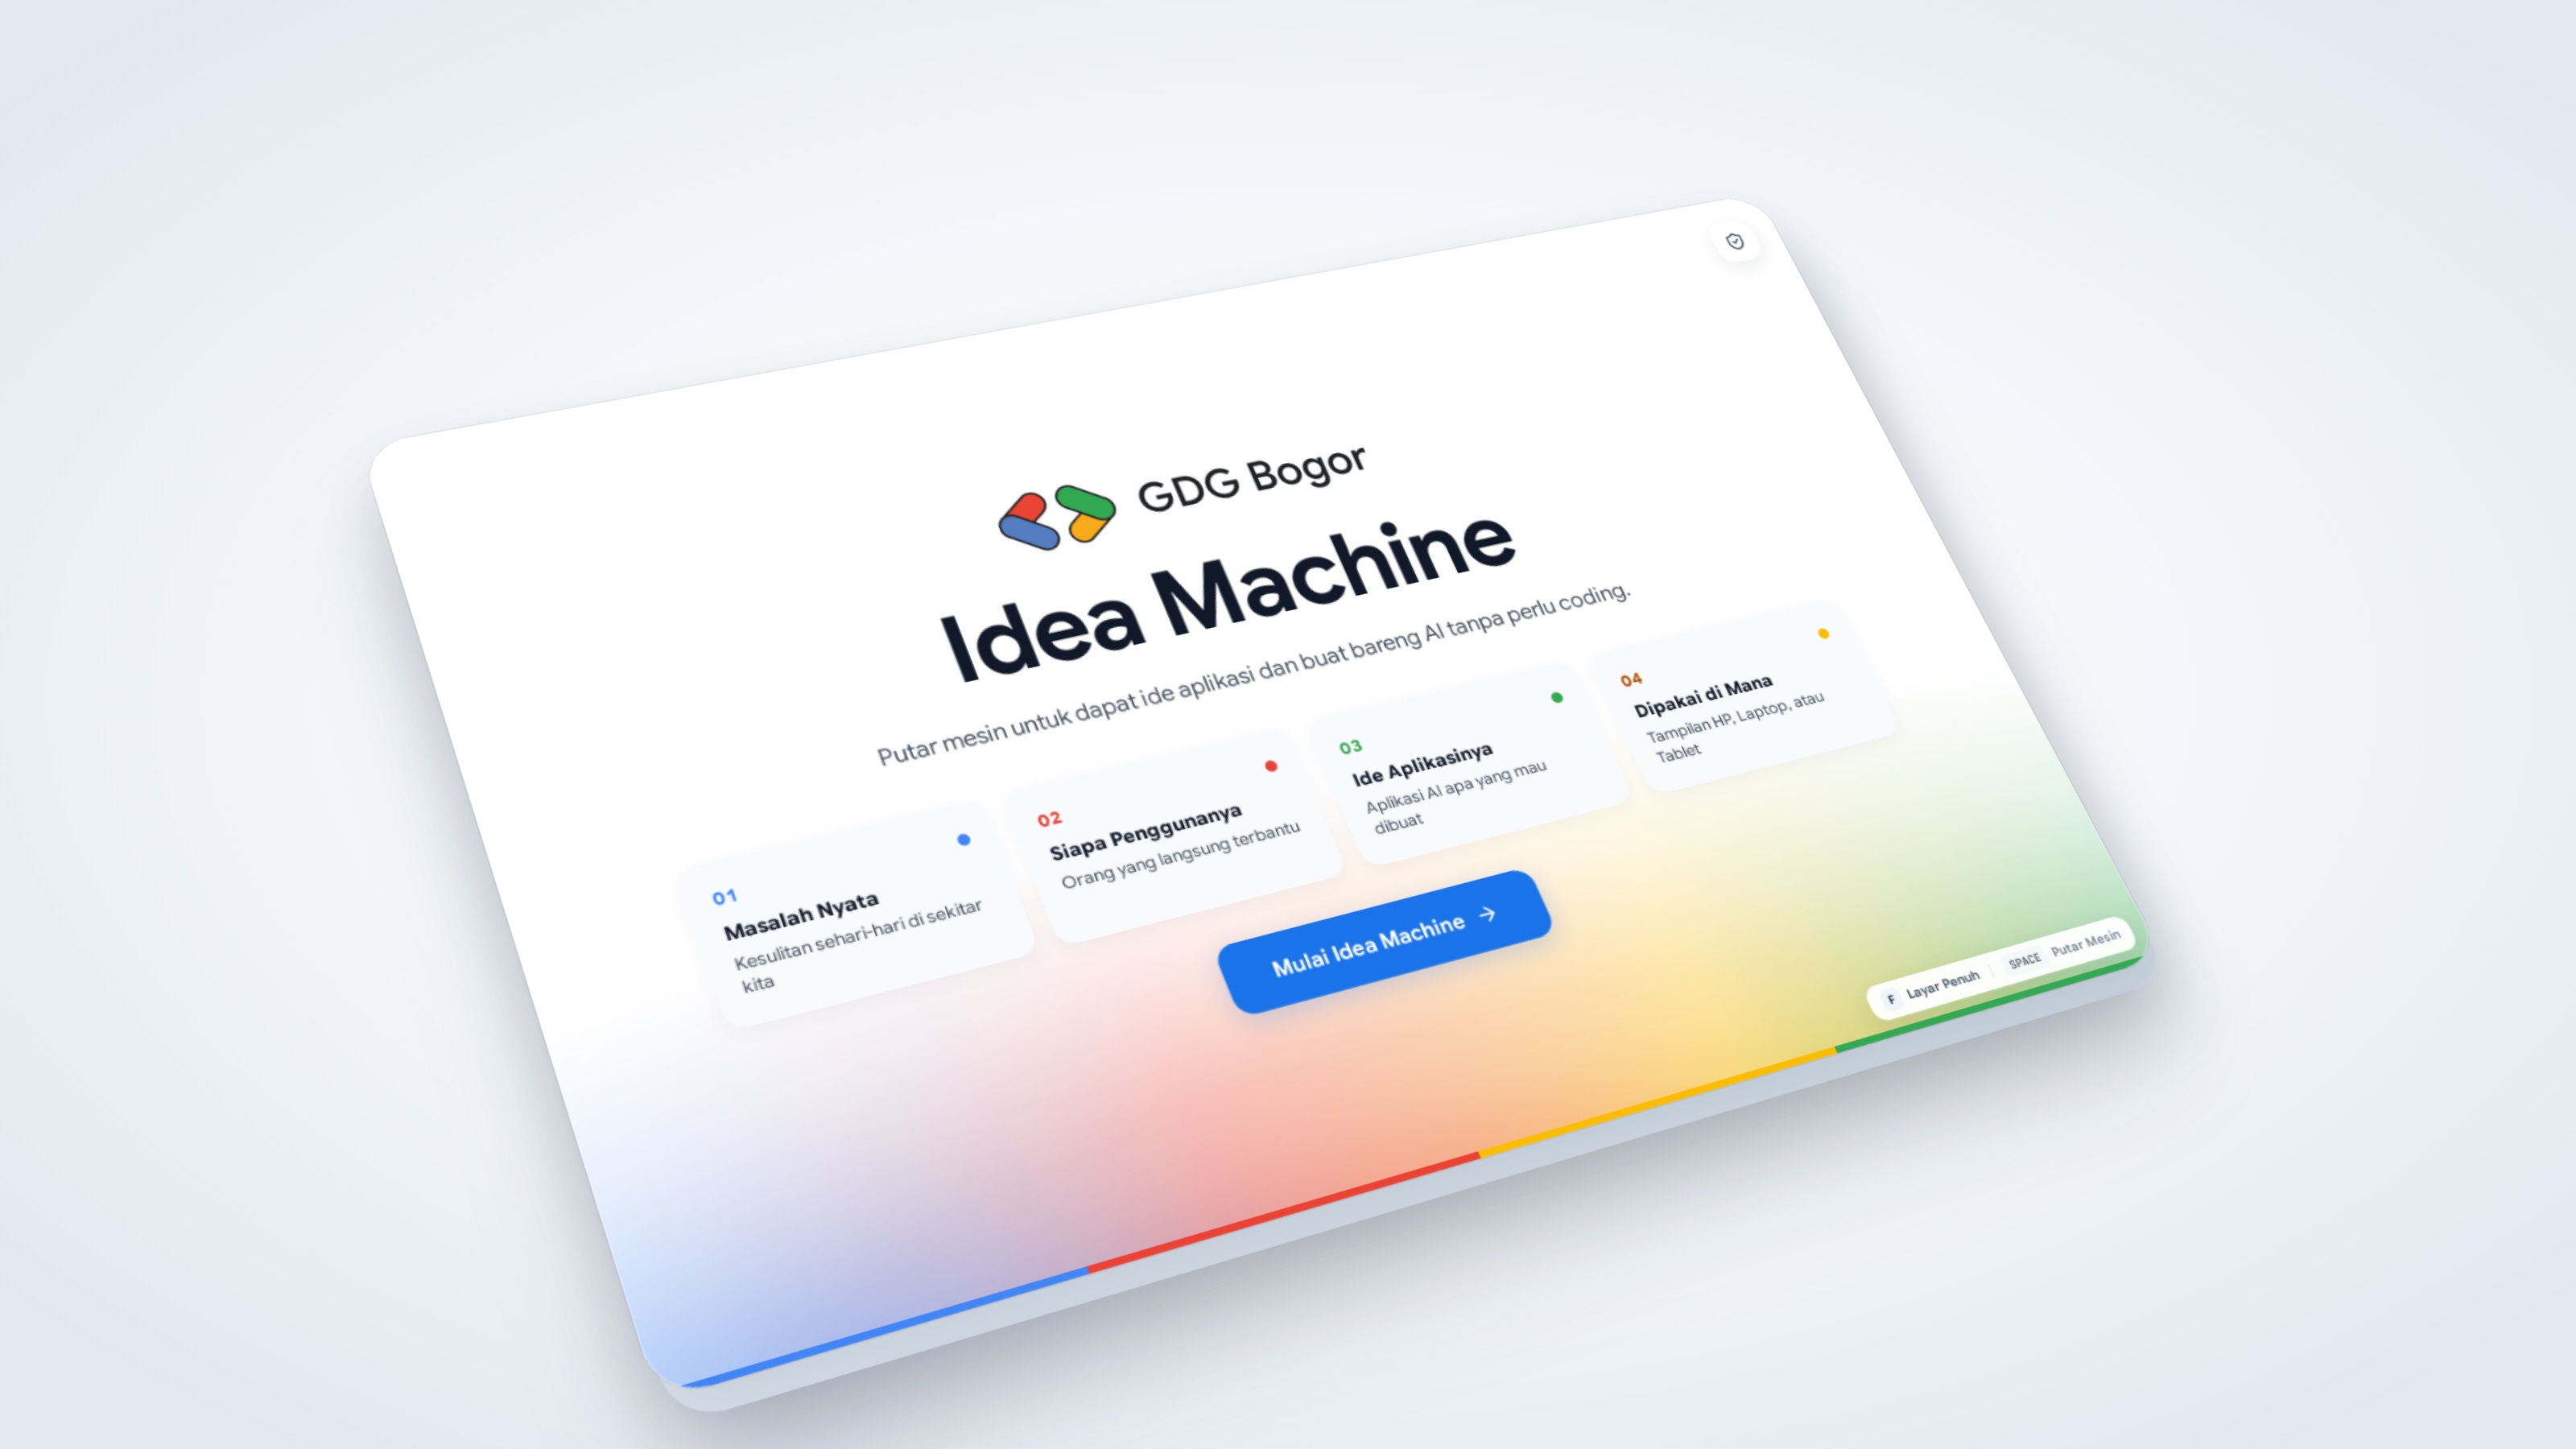 GDG Bogor
Idea Machine
Putar mesin untuk dapat ide aplikasi dan buat bareng AI tanpa perlu coding.
01
Masalah Nyata
Kesulitan sehari-hari di sekitar
kita
02
Siapa Penggunanya
Orang yang langsung terbantu
03
Ide Aplikasinya
Aplikasi AI apa yang mau
dibuat
04
Dipakai di Mana
Tampilan HP, Laptop, atau
Tablet
Mulai Idea Machine →
F Layar Penuh SPACE Putar Mesin